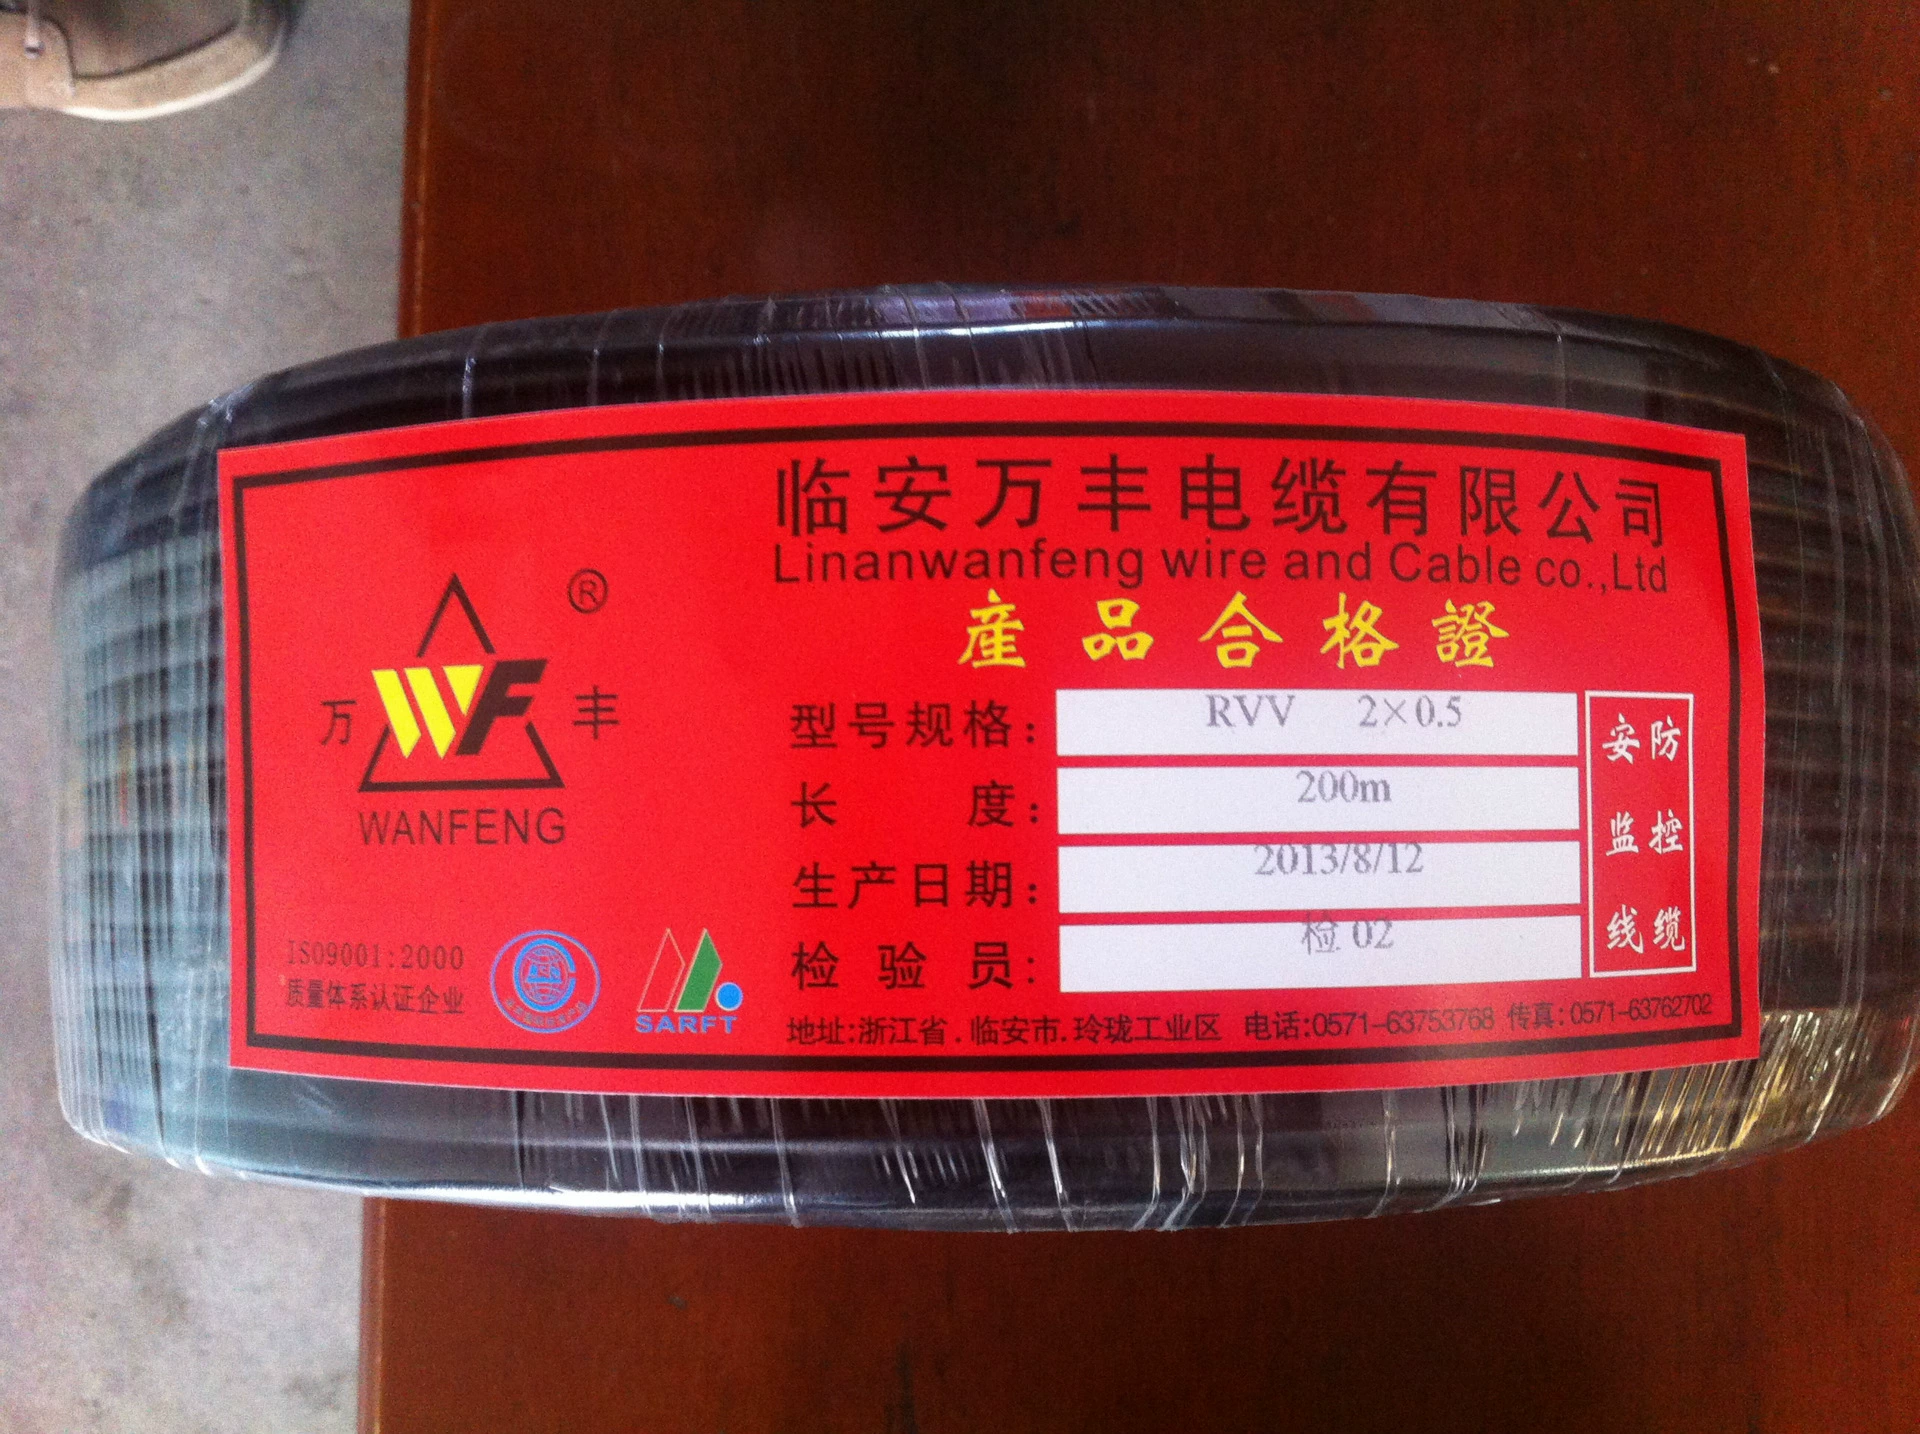 临安万丰电缆有限公司
Linanwanfeng wire and Cable co.,Ltd
産品合格證
®
万 WF 丰
WANFENG
型号规格: RVV 2×0.5
长度: 200m
生产日期: 2013/8/12
检验员: 检 02
安防
监控
线缆
ISO9001:2000
质量体系认证企业
SARFT
地址:浙江省.临安市.玲珑工业区 电话:0571-63753768 传真:0571-63762702